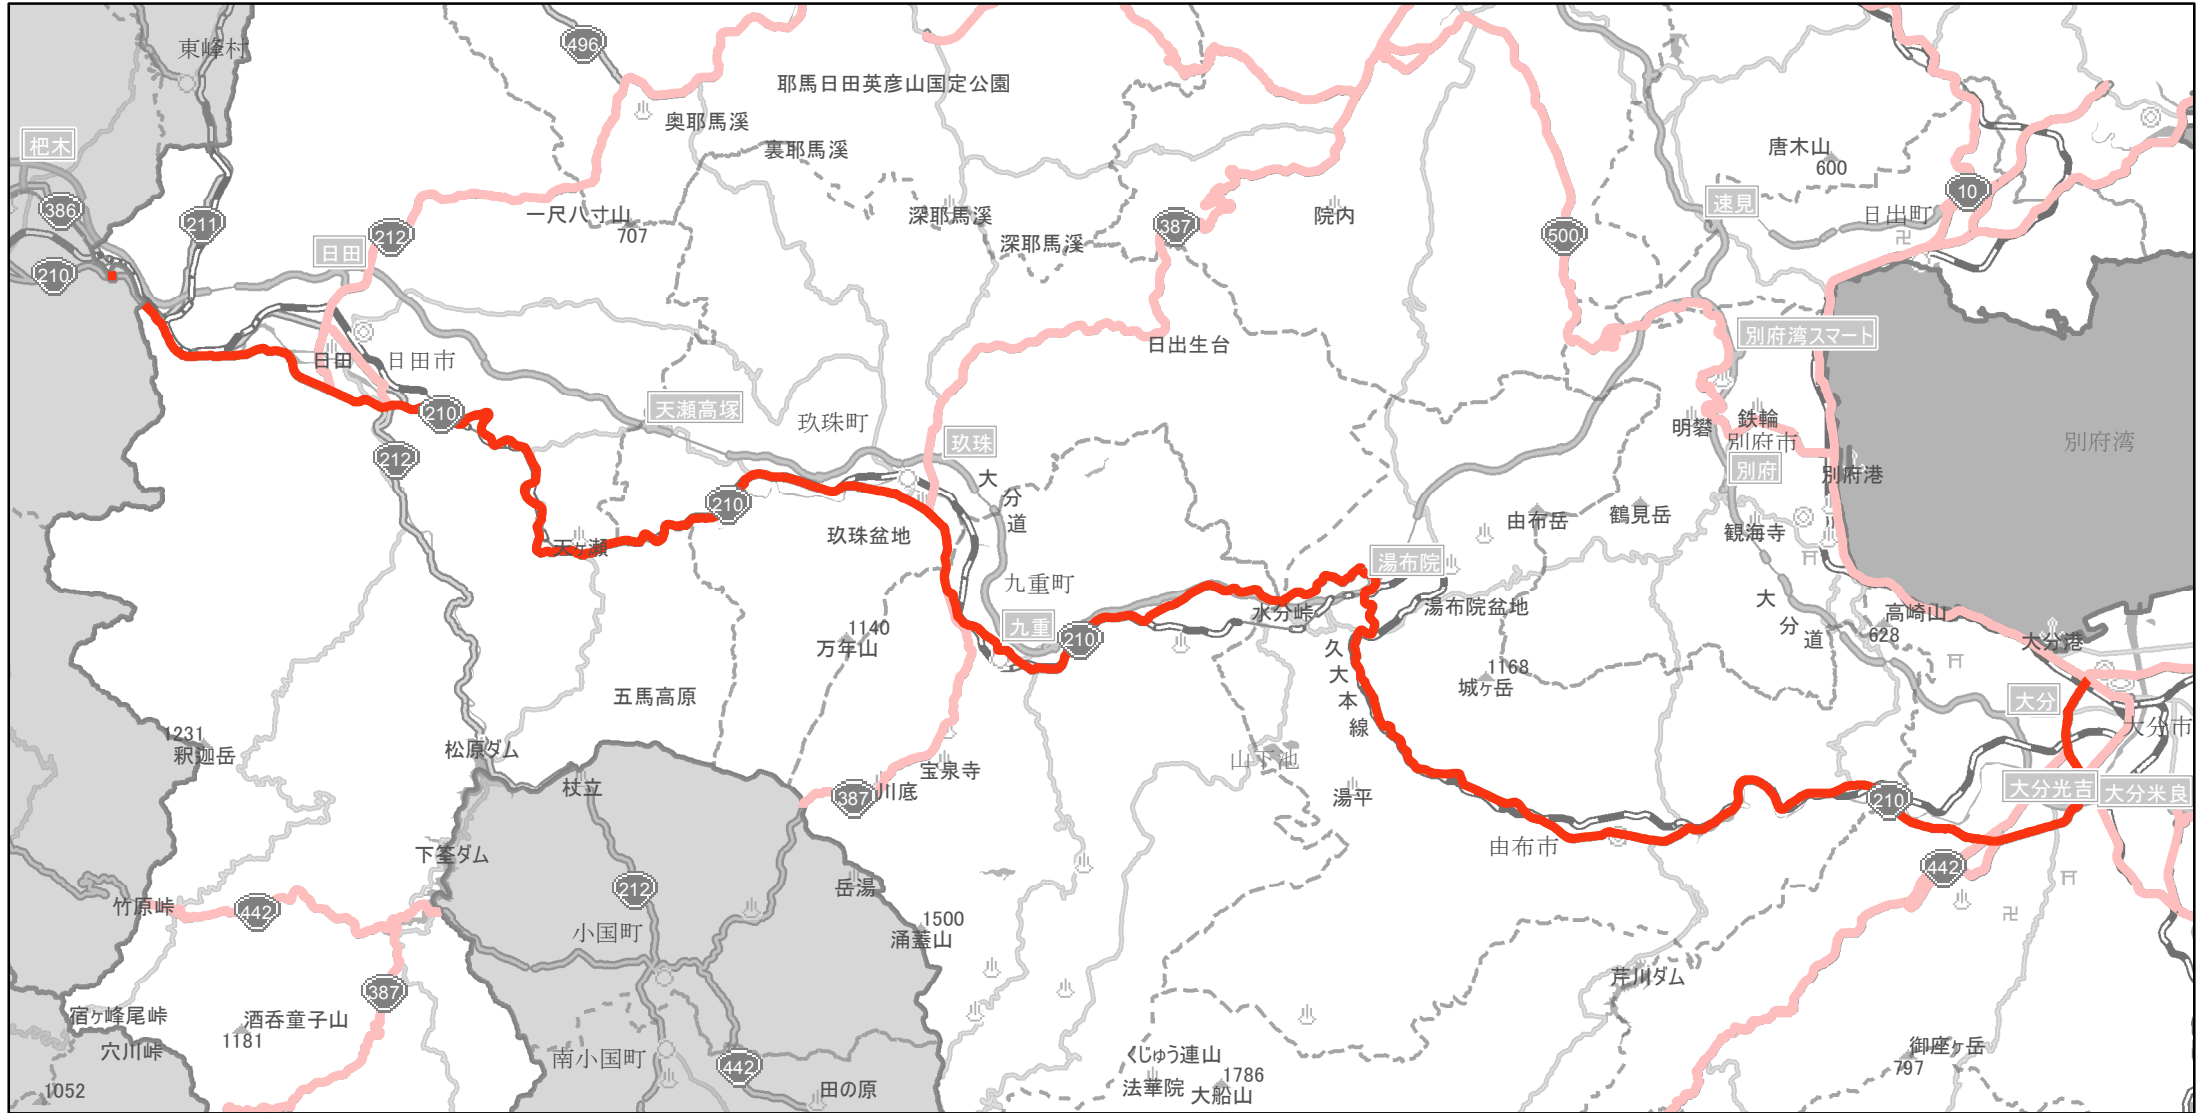 東峰村
496
耶馬日田英彦山国定公園
奥耶馬溪
裏耶馬溪
杷木
唐木山
600
386
211
212
一尺八寸山
707
深耶馬溪
深耶馬溪
387
院内
500
速見
10
日出町
日田
210
日田
日田市
日出生台
別府湾スマート
210
天瀬高塚
玖珠町
玖珠
明礬
鉄輪
別府市
別府
別府港
別府湾
212
210
大分道
玖珠盆地
天ヶ瀬
由布岳
鶴見岳
観海寺
湯布院
九重町
水分峠
湯布院盆地
大分道
高崎山
628
大分港
1140
万年山
九重
210
久大本線
1168
城ヶ岳
五馬高原
大分
大分市
1231
釈迦岳
松原ダム
杖立
宝泉寺
387
川底
山下池
湯平
大分光吉
大分米良
210
由布市
下筌ダム
442
竹原峠
442
212
岳湯
小国町
1500
涌蓋山
387
芹川ダム
宿ヶ峰尾峠
酒呑童子山
1181
穴川峠
1052
南小国町
442
田の原
くじゅう連山
法華院
1786
大船山
御座ヶ岳
797